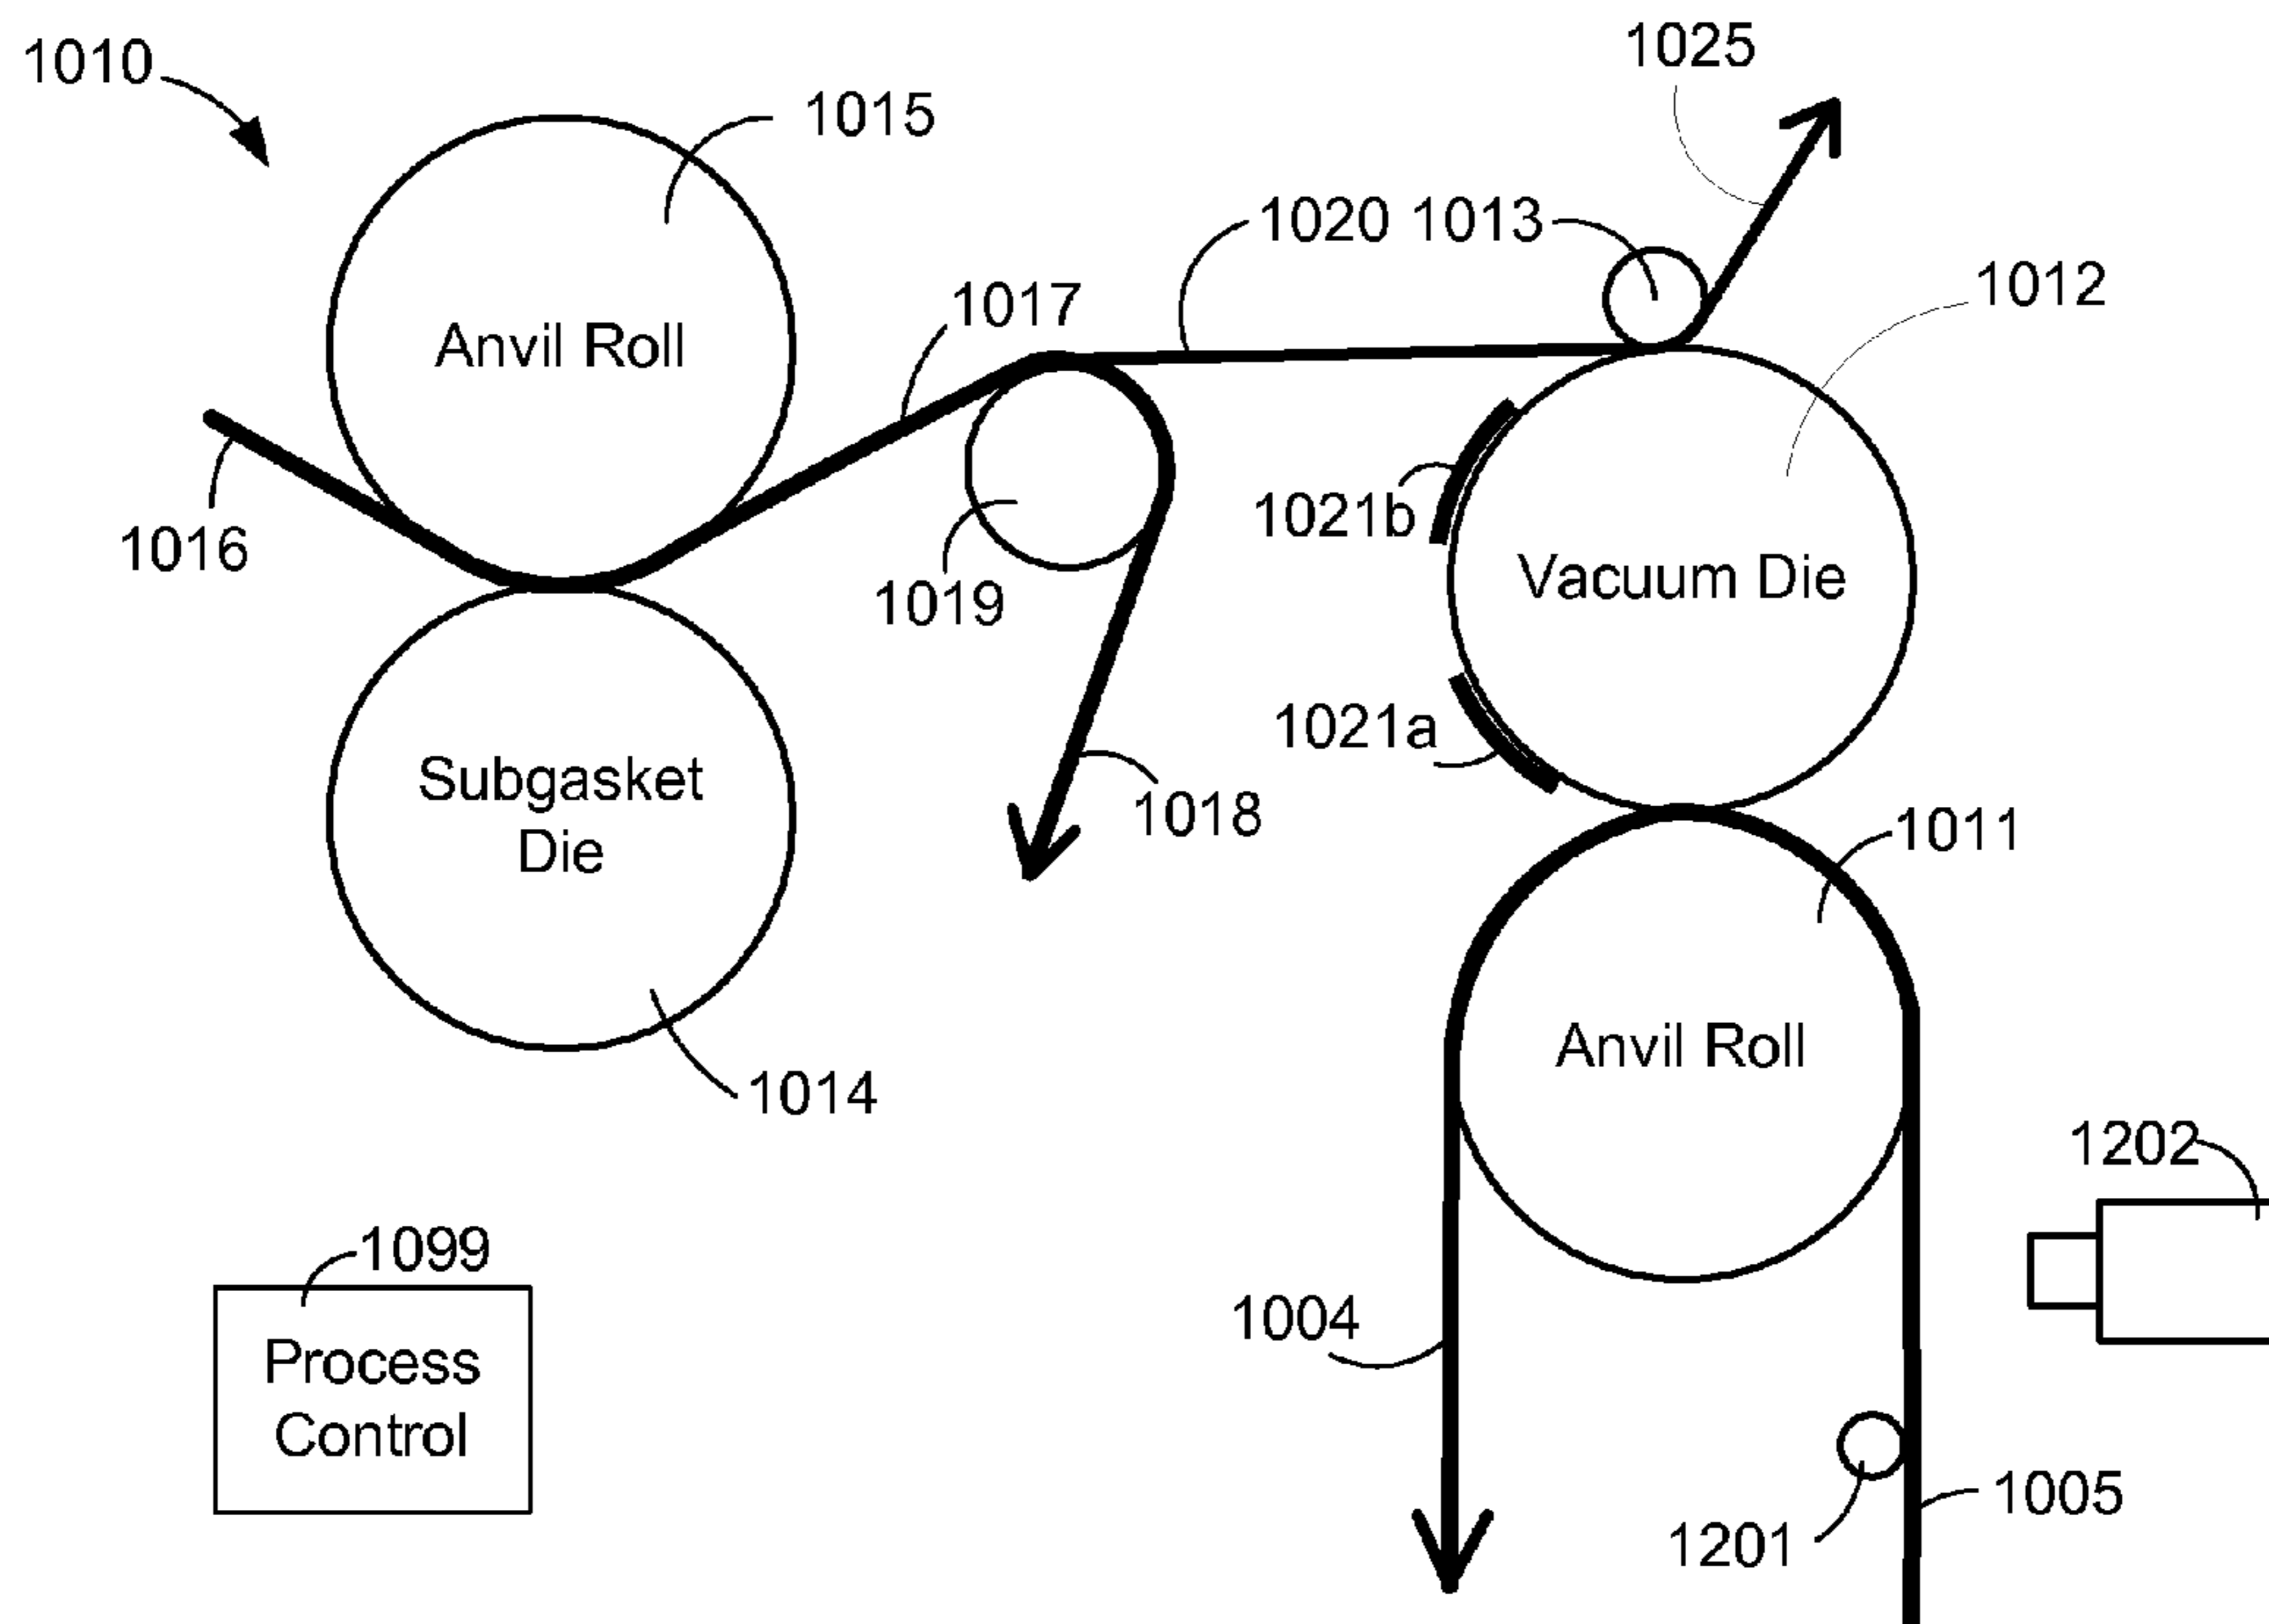 1025
1010
1015
1020 1013
1012
1017
Anvil Roll
1021b
1016
1019
Vacuum Die
1021a
Subgasket
Die
1018
1011
Anvil Roll
1014
1202
1099
1004
Process
Control
1005
1201